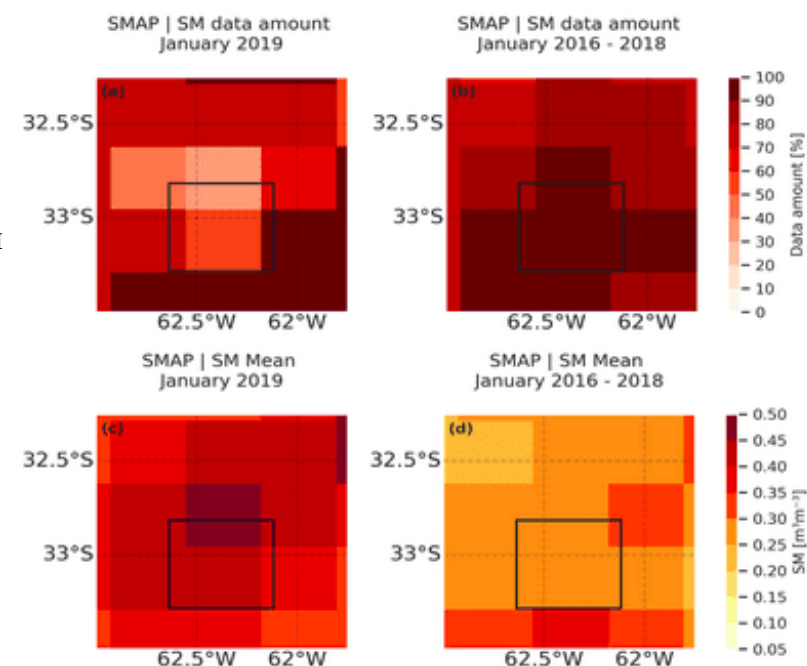 SMAP | SM data amount
January 2019
SMAP | SM data amount
January 2016 - 2018
(a)
(b)
32.5°S
33°S
62.5°W 62°W
32.5°S
33°S
62.5°W 62°W
100
90
80
70
60
50
40
30
20
10
0
Data amount [%]
SMAP | SM Mean
January 2019
SMAP | SM Mean
January 2016 - 2018
(c)
(d)
32.5°S
33°S
62.5°W 62°W
32.5°S
33°S
62.5°W 62°W
0.50
0.45
0.40
0.35
0.30
0.25
0.20
0.15
0.10
0.05
SM [m³m⁻³]